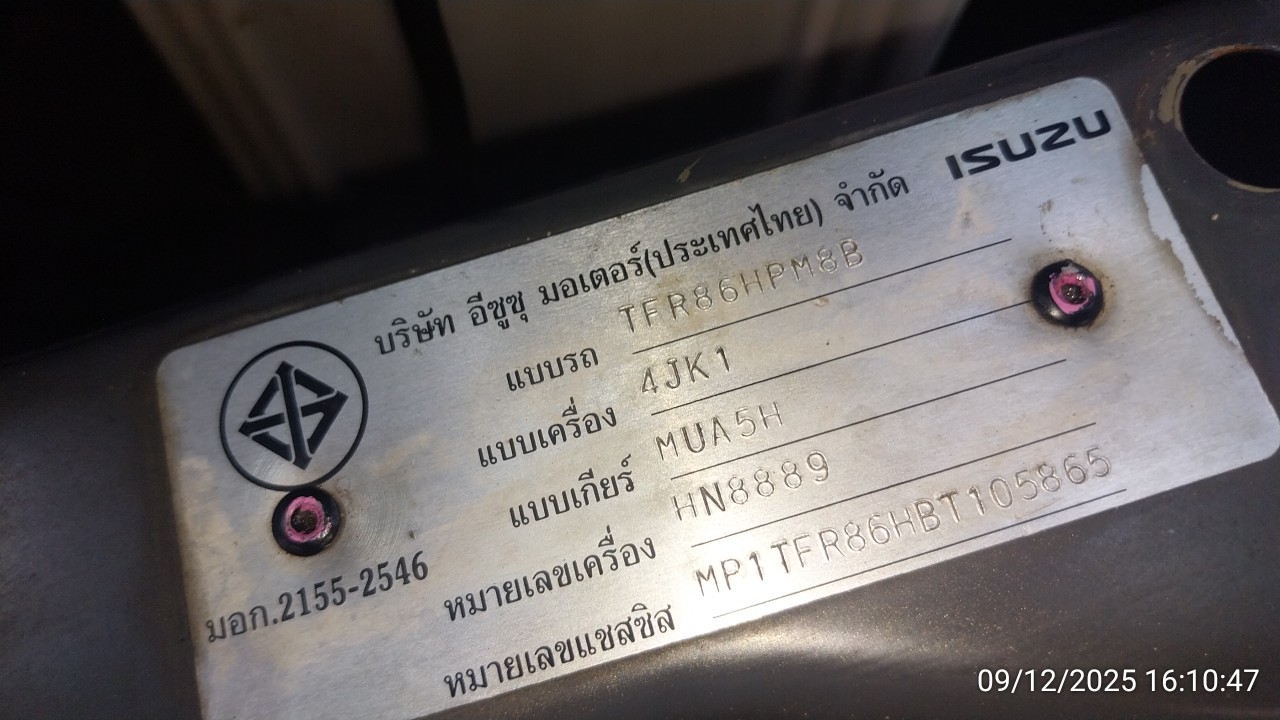 ISUZU
บริษัท อีซูซุ มอเตอร์(ประเทศไทย) จำกัด
แบบรถ TFR86HPM8B
แบบเครื่อง 4JK1
แบบเกียร์ MUA5H
หมายเลขเครื่อง HN8889
หมายเลขแชสซิส MP1TFR86HBT105865
มอก.2155-2546
09/12/2025 16:10:47